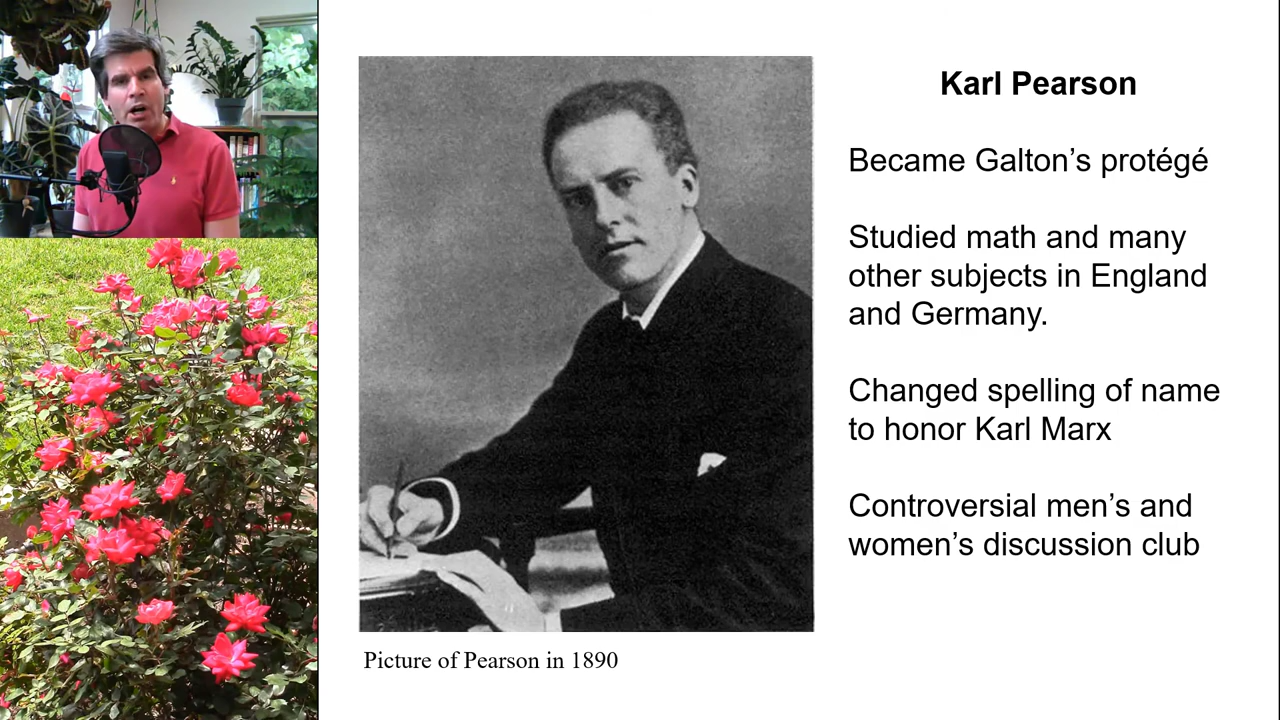 Karl Pearson
Became Galton’s protégé
Studied math and many
other subjects in England
and Germany.
Changed spelling of name
to honor Karl Marx
Controversial men’s and
women’s discussion club
Picture of Pearson in 1890